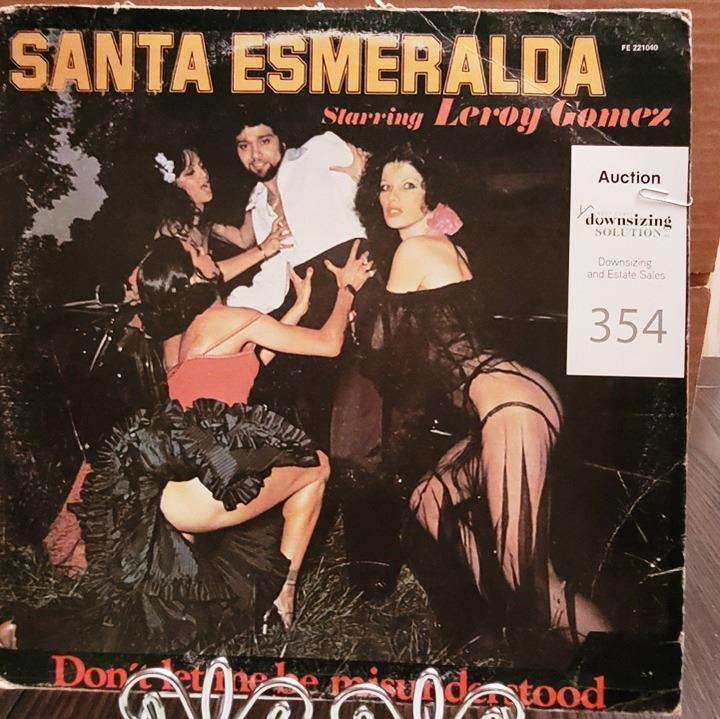 SANTA ESMERALDA
FE 221040
Starring Leroy Gomez
Auction
downsizing
SOLUTION
Downsizing
and Estate Sales
354
Don't let me be misunderstood